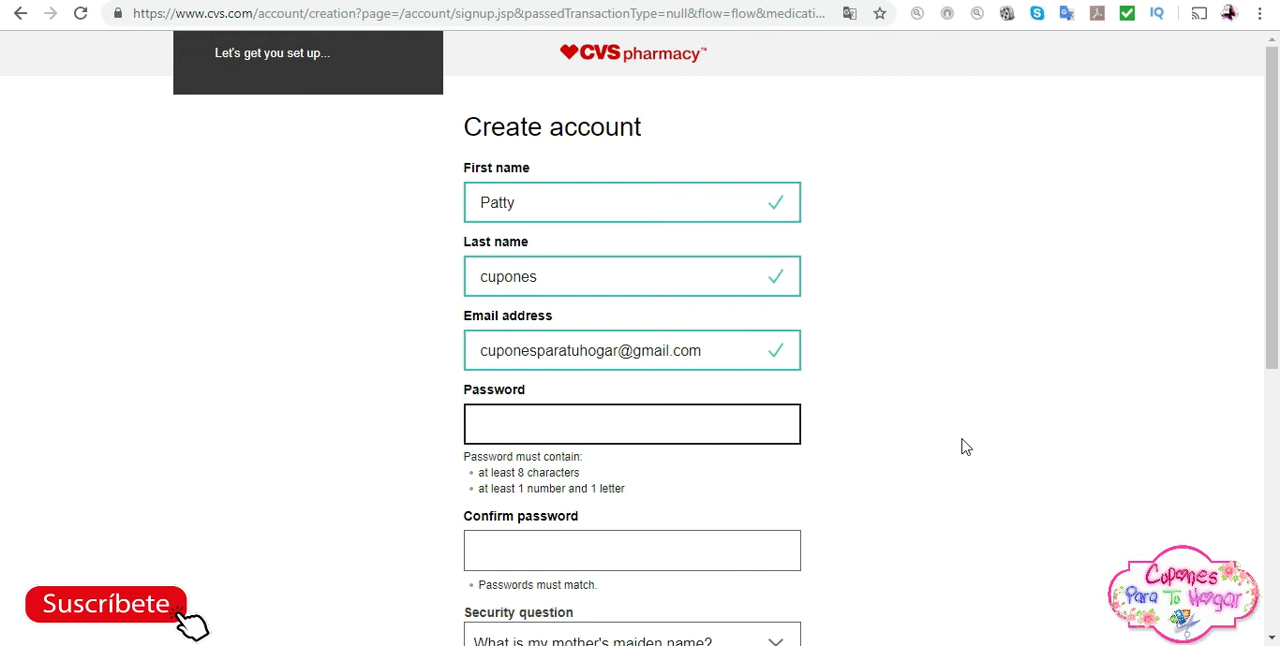 https://www.cvs.com/account/creation?page=/account/signup.jsp&passedTransactionType=null&flow=flow&medicati...
IQ
Let's get you set up...
CVS pharmacy™
Create account
First name
Patty
Last name
cupones
Email address
cuponesparatuhogar@gmail.com
Password
Password must contain:
• at least 8 characters
• at least 1 number and 1 letter
Confirm password
• Passwords must match.
Security question
What is my mother's maiden name?
Suscríbete
Cupones
Para Tu Hogar